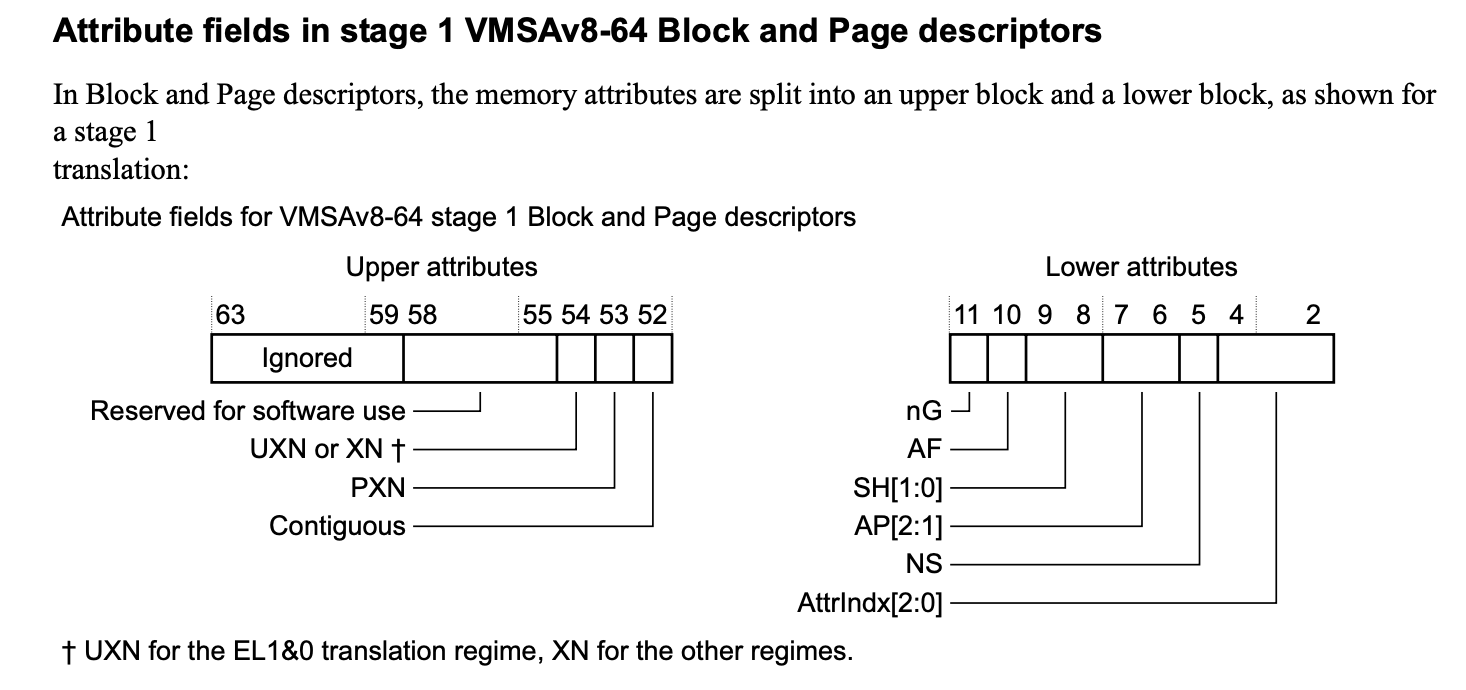 Attribute fields in stage 1 VMSAv8-64 Block and Page descriptors
In Block and Page descriptors, the memory attributes are split into an upper block and a lower block, as shown for
a stage 1
translation:
Attribute fields for VMSAv8-64 stage 1 Block and Page descriptors
Upper attributes
63 59 58 55 54 53 52
Ignored
Reserved for software use
UXN or XN †
PXN
Contiguous
Lower attributes
11 10 9 8 7 6 5 4 2
nG
AF
SH[1:0]
AP[2:1]
NS
AttrIndx[2:0]
† UXN for the EL1&0 translation regime, XN for the other regimes.